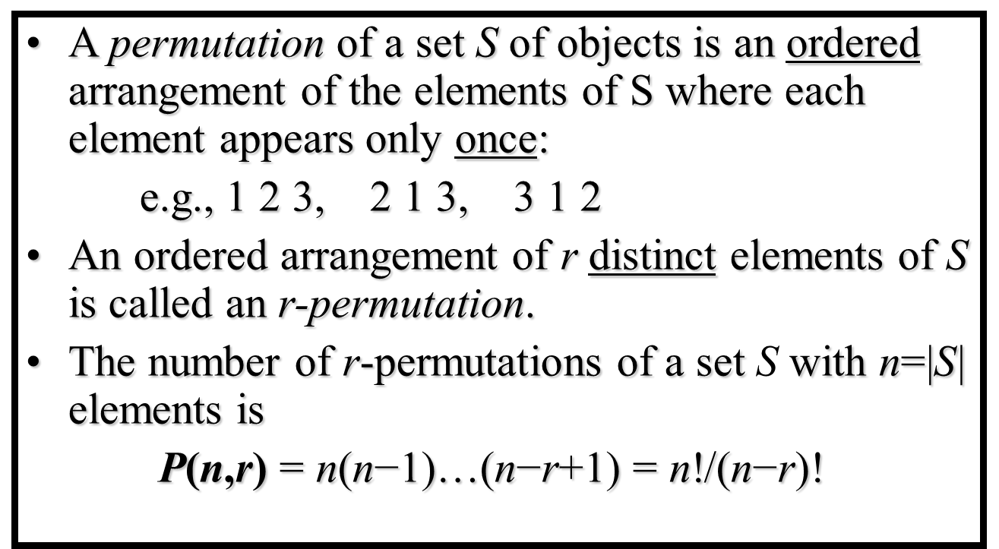 • A permutation of a set S of objects is an ordered
arrangement of the elements of S where each
element appears only once:
e.g., 1 2 3, 2 1 3, 3 1 2
• An ordered arrangement of r distinct elements of S
is called an r-permutation.
• The number of r-permutations of a set S with n=|S|
elements is
P(n,r) = n(n−1)…(n−r+1) = n!/(n−r)!